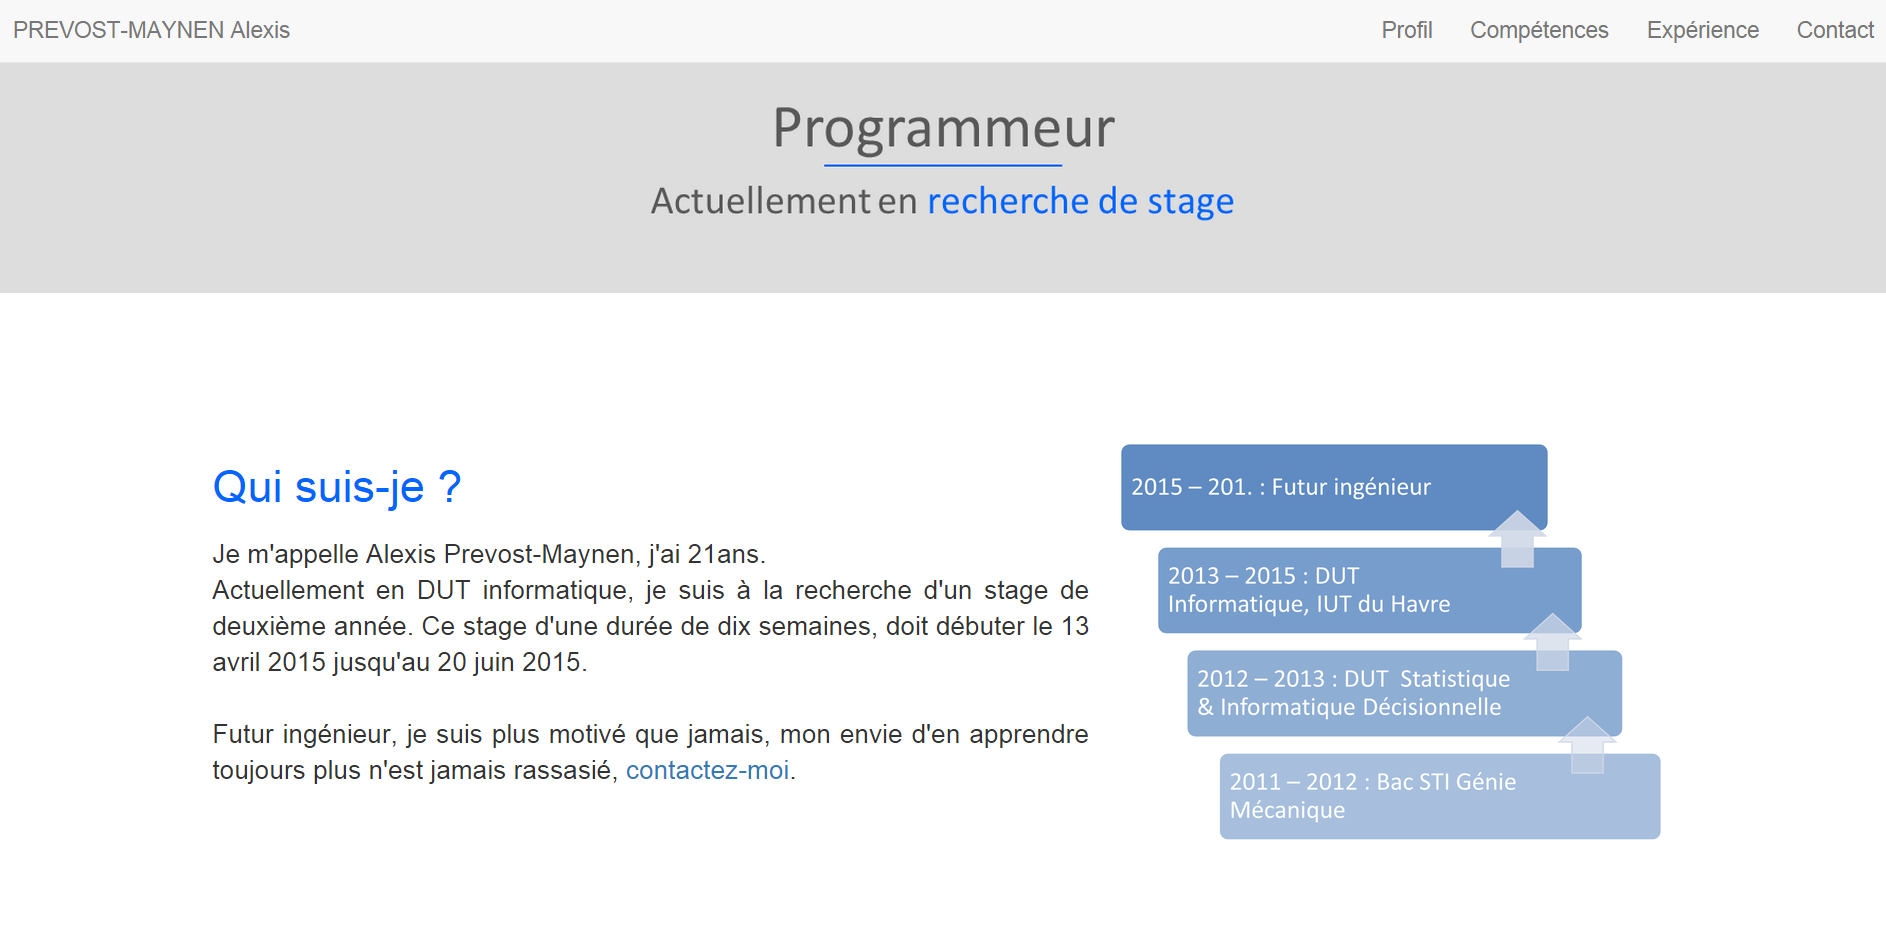 PREVOST-MAYNEN Alexis
Profil
Compétences
Expérience
Contact
Programmeur
Actuellement en recherche de stage
Qui suis-je ?
Je m'appelle Alexis Prevost-Maynen, j'ai 21ans.
Actuellement en DUT informatique, je suis à la recherche d'un stage de
deuxième année. Ce stage d'une durée de dix semaines, doit débuter le 13
avril 2015 jusqu'au 20 juin 2015.
Futur ingénieur, je suis plus motivé que jamais, mon envie d'en apprendre
toujours plus n'est jamais rassasié, contactez-moi.
2015 – 201. : Futur ingénieur
2013 – 2015 : DUT
Informatique, IUT du Havre
2012 – 2013 : DUT  Statistique
& Informatique Décisionnelle
2011 – 2012 : Bac STI Génie
Mécanique